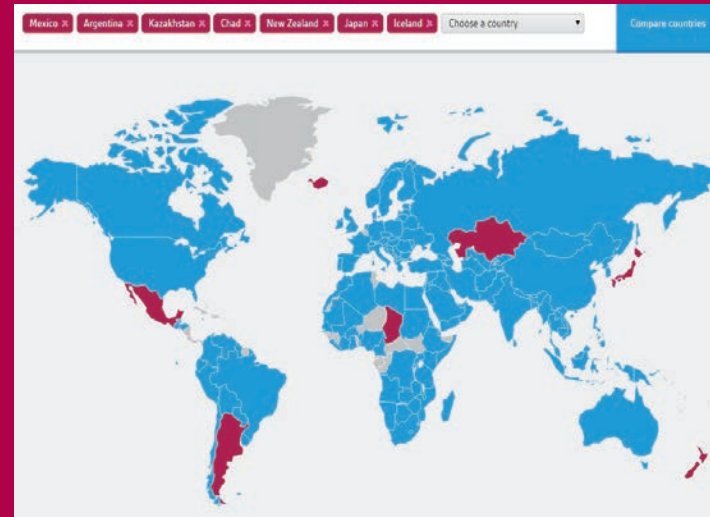 Mexico x Argentina x Kazakhstan x Chad x New Zealand x Japan x Iceland x Choose a country Compare countries